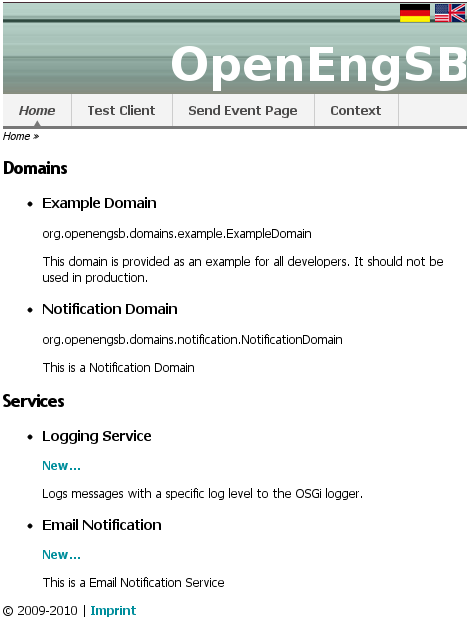 OpenEngSB
Home Test Client Send Event Page Context
Home »
Domains
Example Domain
org.openengsb.domains.example.ExampleDomain
This domain is provided as an example for all developers. It should not be
used in production.
Notification Domain
org.openengsb.domains.notification.NotificationDomain
This is a Notification Domain
Services
Logging Service
New...
Logs messages with a specific log level to the OSGi logger.
Email Notification
New...
This is a Email Notification Service
© 2009-2010 | Imprint